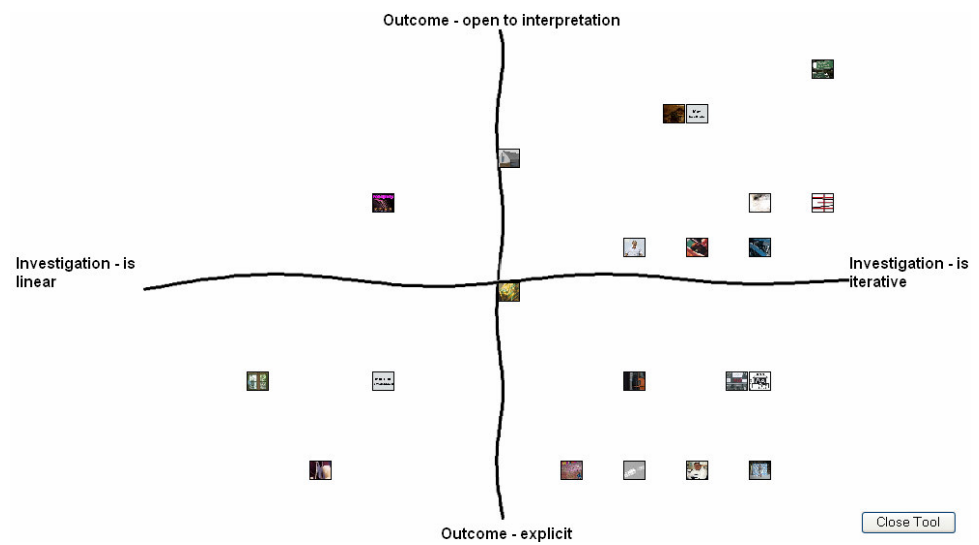 Outcome - open to interpretation
Investigation - is
linear
Investigation - is
iterative
Outcome - explicit
Close Tool